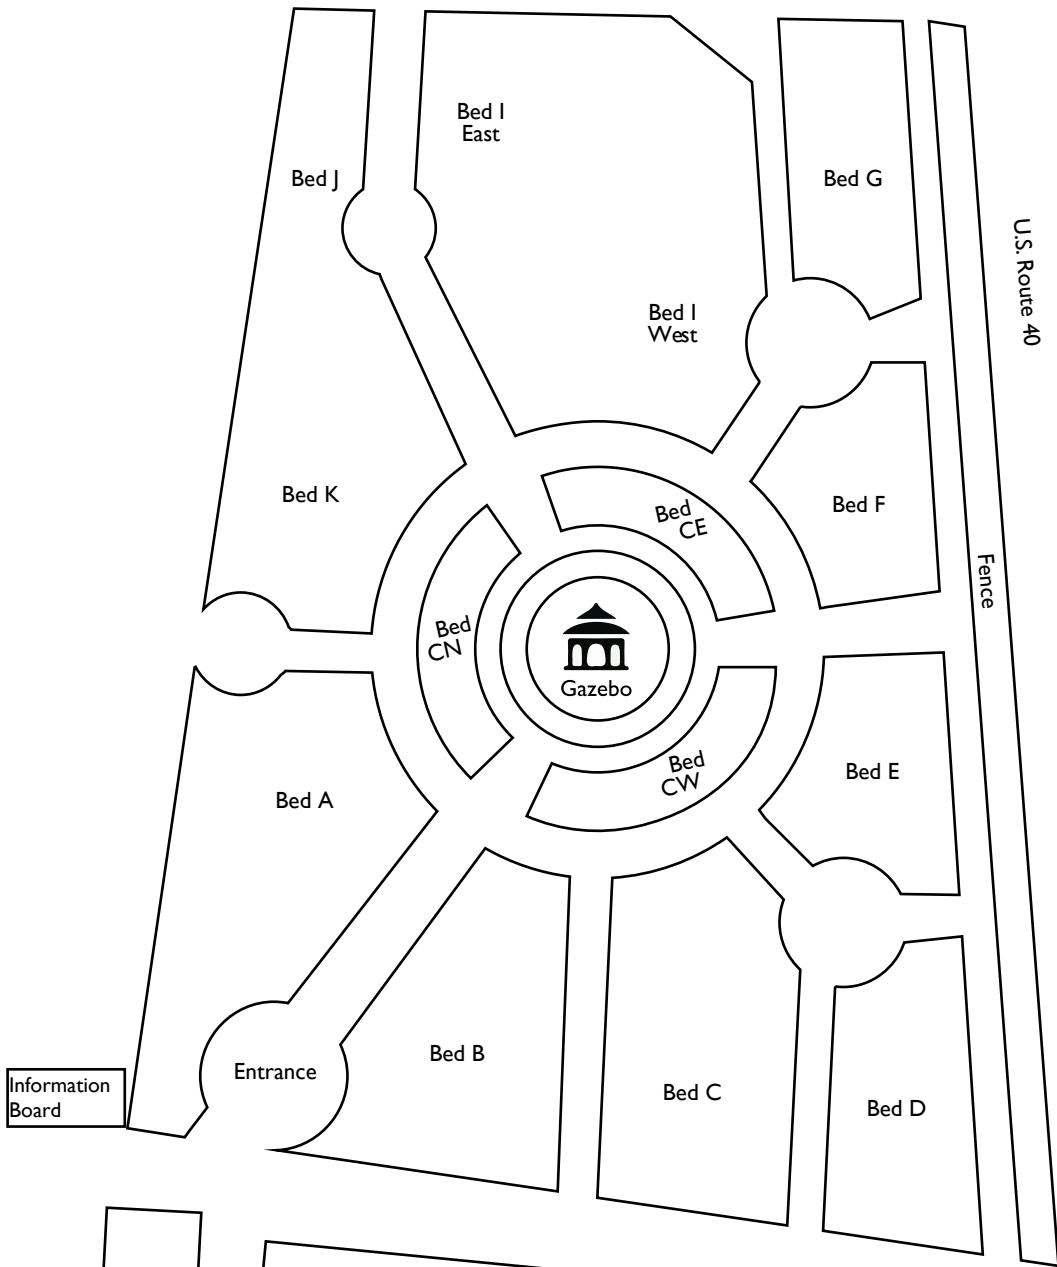 Bed I
East
Bed J
Bed G
U.S. Route 40
Bed I
West
Bed K
Bed F
Bed
CE
Fence
Bed
CN
Gazebo
Bed
CW
Bed E
Bed A
Bed B
Entrance
Information
Board
Bed C
Bed D